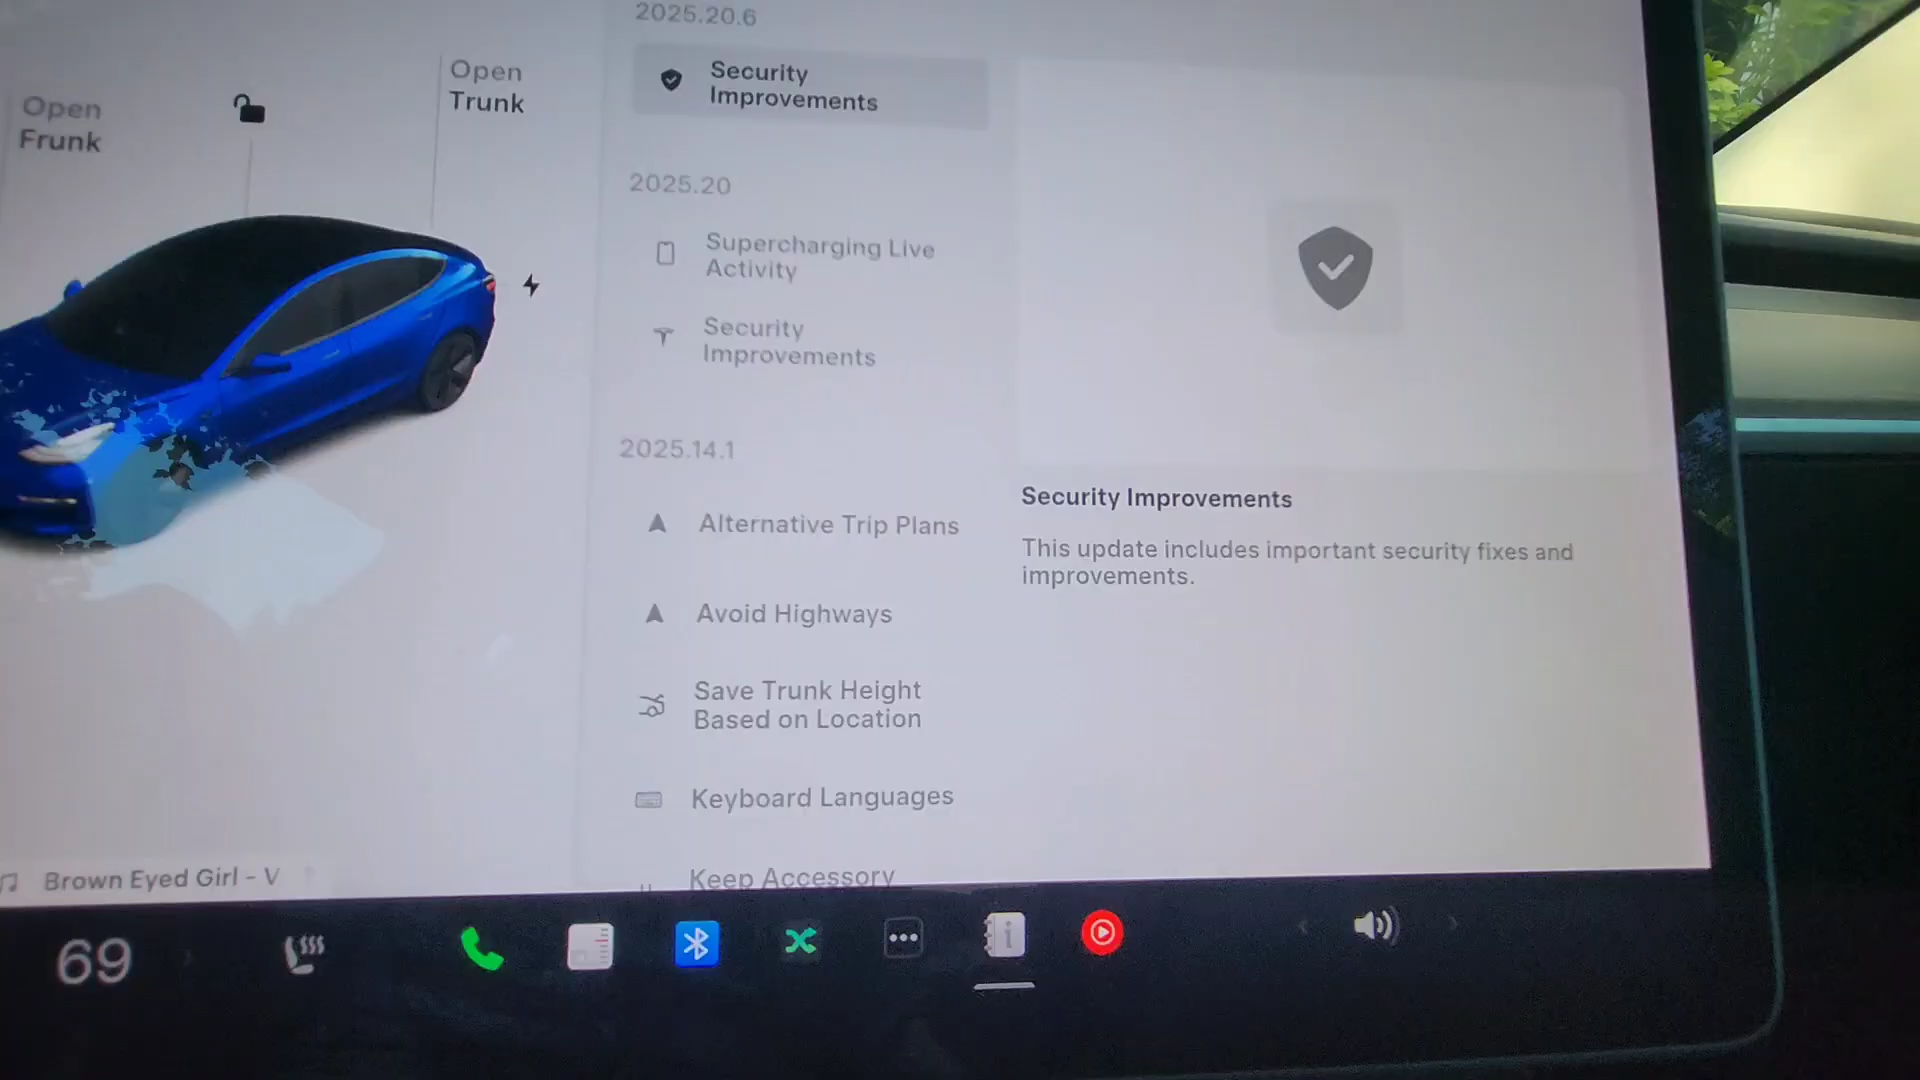 Open
Frunk
Open
Trunk
2025.20.6
Security
Improvements
2025.20
Supercharging Live
Activity
Security
Improvements
2025.14.1
Alternative Trip Plans
Avoid Highways
Save Trunk Height
Based on Location
Keyboard Languages
Keep Accessory
Security Improvements
This update includes important security fixes and
improvements.
Brown Eyed Girl - V
69